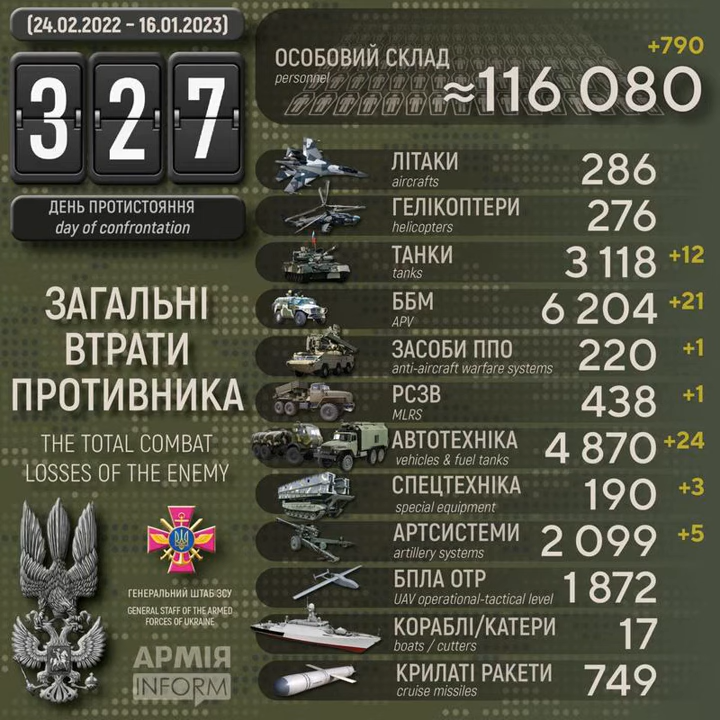 (24.02.2022 – 16.01.2023)
327
ДЕНЬ ПРОТИСТОЯННЯ
day of confrontation
ЗАГАЛЬНІ
ВТРАТИ
ПРОТИВНИКА
THE TOTAL COMBAT
LOSSES OF THE ENEMY
ГЕНЕРАЛЬНИЙ ШТАБ ЗСУ
GENERAL STAFF OF THE ARMED
FORCES OF UKRAINE
АРМІЯ
INFORM
ОСОБОВИЙ СКЛАД
personnel
≈116 080 +790
ЛІТАКИ
aircrafts
286
ГЕЛІКОПТЕРИ
helicopters
276
ТАНКИ
tanks
3 118 +12
ББМ
APV
6 204 +21
ЗАСОБИ ППО
anti-aircraft warfare systems
220 +1
РСЗВ
MLRS
438 +1
АВТОТЕХНІКА
vehicles & fuel tanks
4 870 +24
СПЕЦТЕХНІКА
special equipment
190 +3
АРТСИСТЕМИ
artillery systems
2 099 +5
БПЛА ОТР
UAV operational-tactical level
1 872
КОРАБЛІ/КАТЕРИ
boats / cutters
17
КРИЛАТІ РАКЕТИ
cruise missiles
749